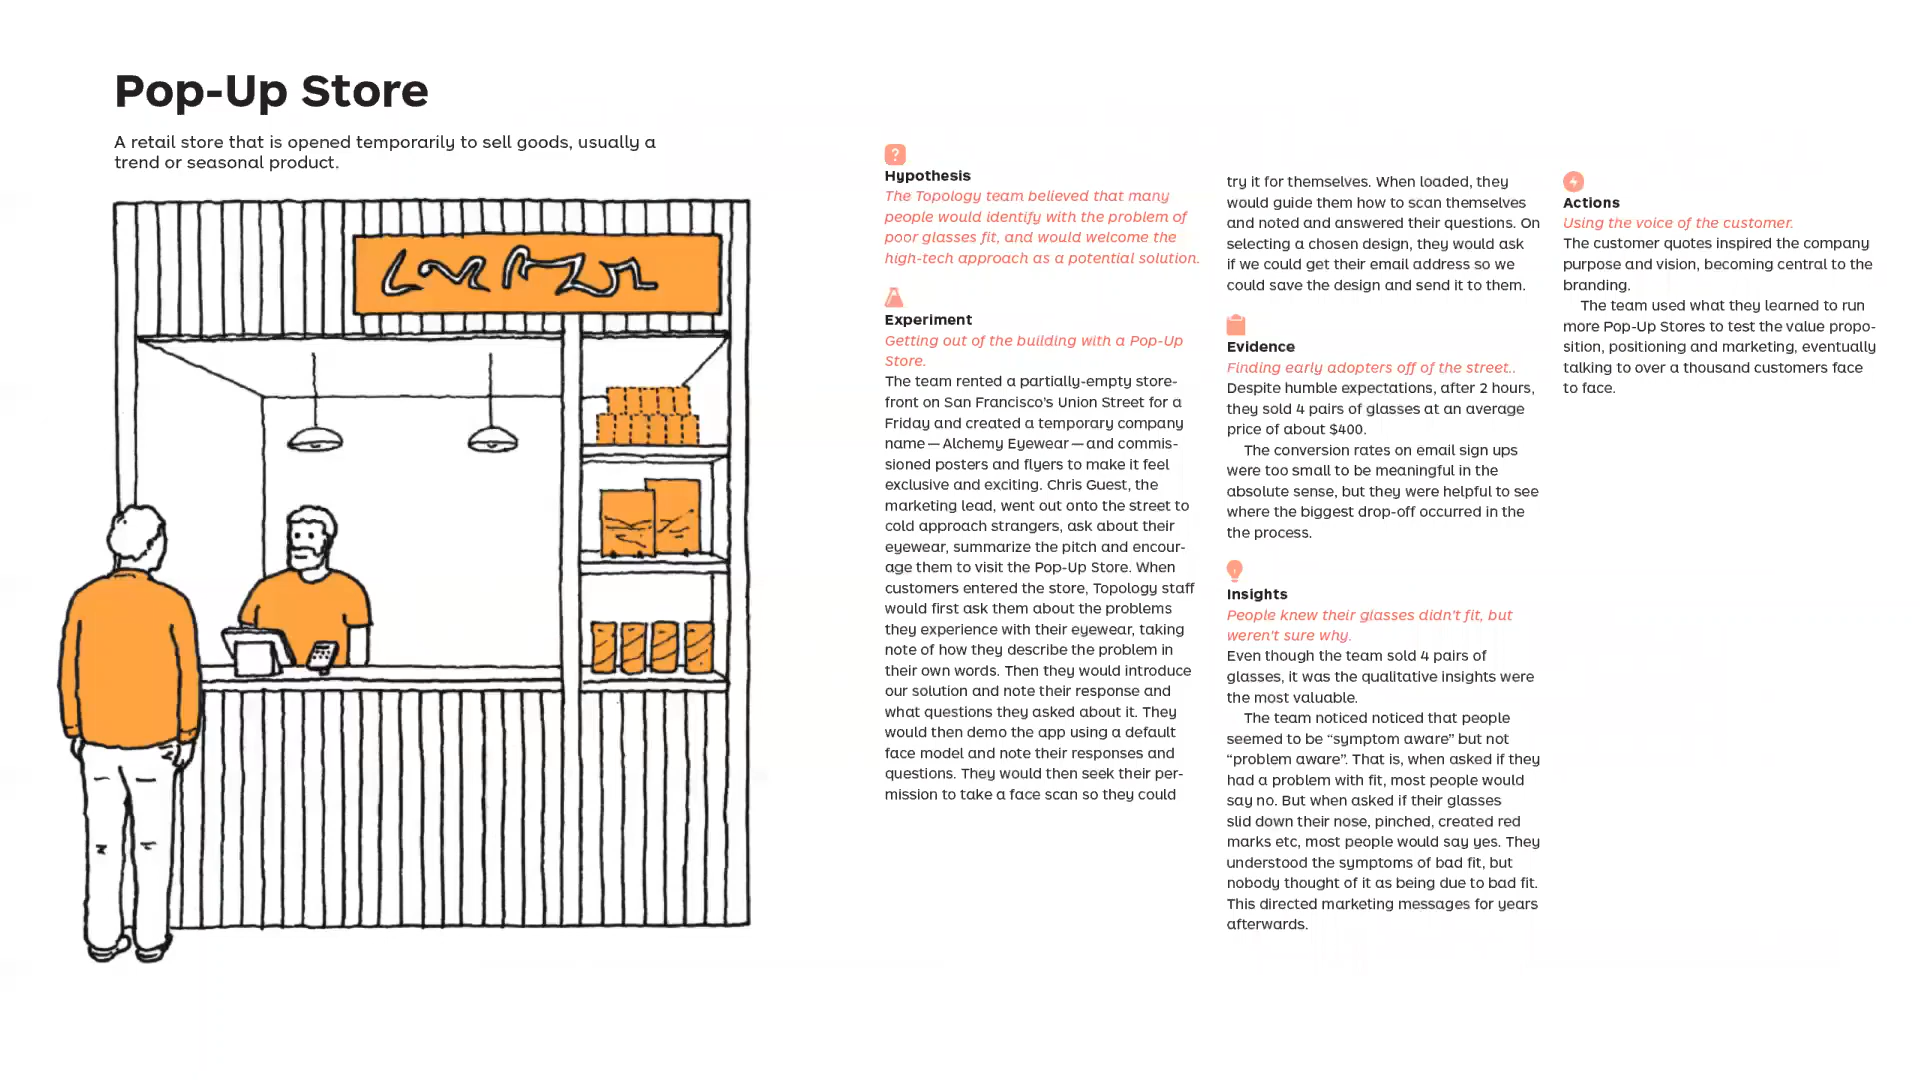 Pop-Up Store
A retail store that is opened temporarily to sell goods, usually a
trend or seasonal product.
?
Hypothesis
The Topology team believed that many
people would identify with the problem of
poor glasses fit, and would welcome the
high-tech approach as a potential solution.
Experiment
Getting out of the building with a Pop-Up
Store.
The team rented a partially-empty store-
front on San Francisco's Union Street for a
Friday and created a temporary company
name — Alchemy Eyewear — and commis-
sioned posters and flyers to make it feel
exclusive and exciting. Chris Guest, the
marketing lead, went out onto the street to
cold approach strangers, ask about their
eyewear, summarize the pitch and encour-
age them to visit the Pop-Up Store. When
customers entered the store, Topology staff
would first ask them about the problems
they experience with their eyewear, taking
note of how they describe the problem in
their own words. Then they would introduce
our solution and note their response and
what questions they asked about it. They
would then demo the app using a default
face model and note their responses and
questions. They would then seek their per-
mission to take a face scan so they could
try it for themselves. When loaded, they
would guide them how to scan themselves
and noted and answered their questions. On
selecting a chosen design, they would ask
if we could get their email address so we
could save the design and send it to them.
Evidence
Finding early adopters off of the street..
Despite humble expectations, after 2 hours,
they sold 4 pairs of glasses at an average
price of about $400.
The conversion rates on email sign ups
were too small to be meaningful in the
absolute sense, but they were helpful to see
where the biggest drop-off occurred in the
the process.
Insights
People knew their glasses didn't fit, but
weren't sure why.
Even though the team sold 4 pairs of
glasses, it was the qualitative insights were
the most valuable.
The team noticed noticed that people
seemed to be “symptom aware” but not
“problem aware”. That is, when asked if they
had a problem with fit, most people would
say no. But when asked if their glasses
slid down their nose, pinched, created red
marks etc, most people would say yes. They
understood the symptoms of bad fit, but
nobody thought of it as being due to bad fit.
This directed marketing messages for years
afterwards.
Actions
Using the voice of the customer.
The customer quotes inspired the company
purpose and vision, becoming central to the
branding.
The team used what they learned to run
more Pop-Up Stores to test the value propo-
sition, positioning and marketing, eventually
talking to over a thousand customers face
to face.